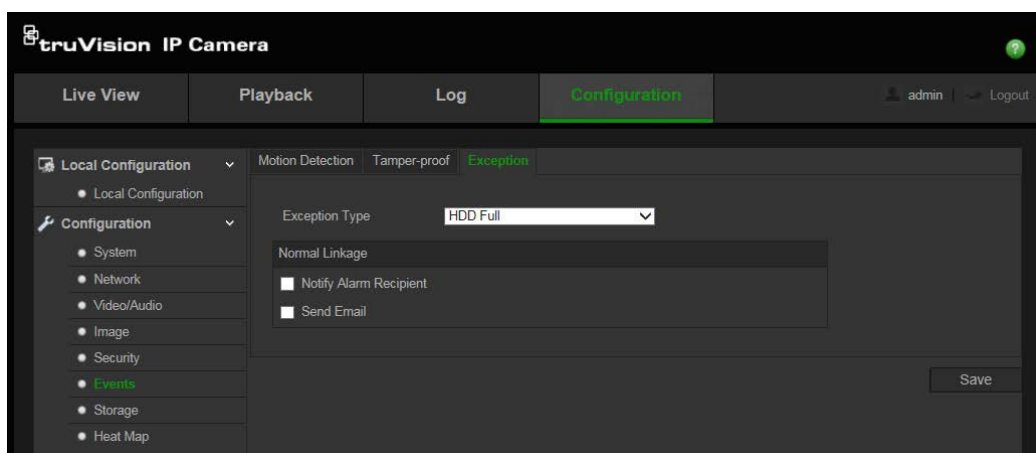 truVision IP Camera
?
Live View
Playback
Log
Configuration
admin | Logout
Local Configuration
Motion Detection
Tamper-proof
Exception
Local Configuration
Exception Type
HDD Full
Configuration
System
Normal Linkage
Network
Notify Alarm Recipient
Video/Audio
Send Email
Image
Security
Events
Save
Storage
Heat Map